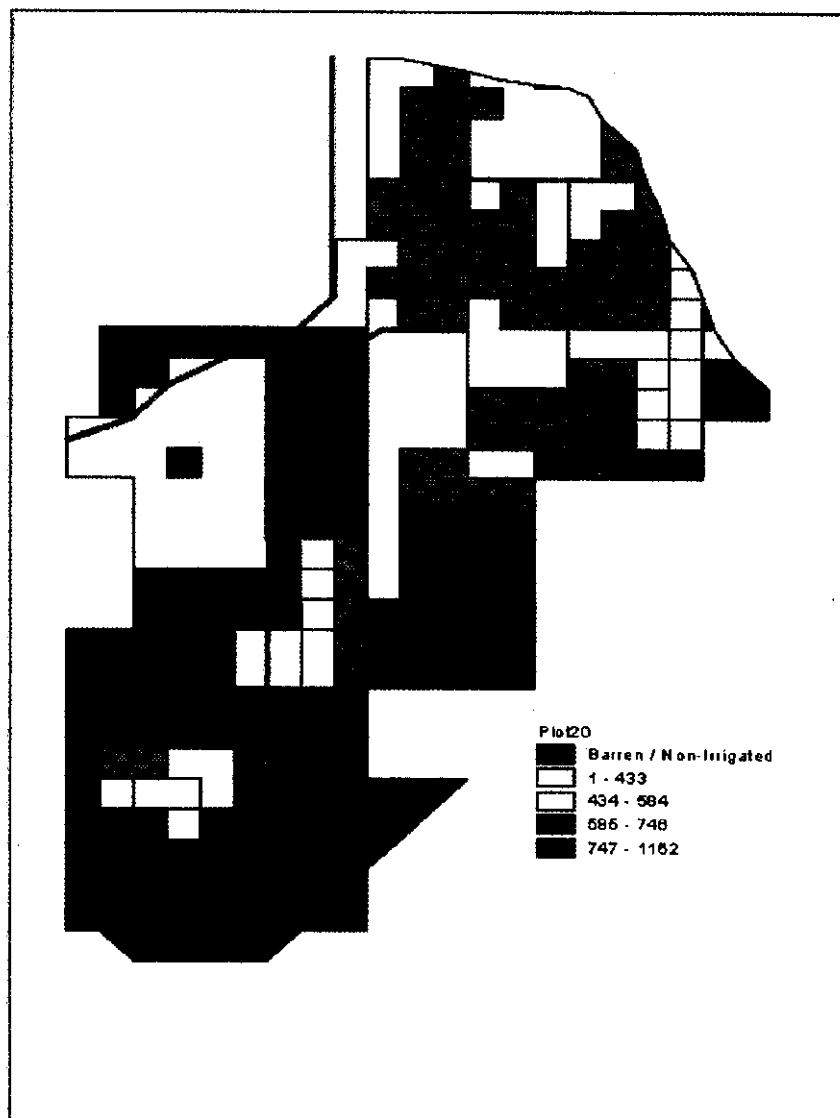 Plot20
Barren / Non-Irrigated
1 - 433
434 - 584
585 - 746
747 - 1162